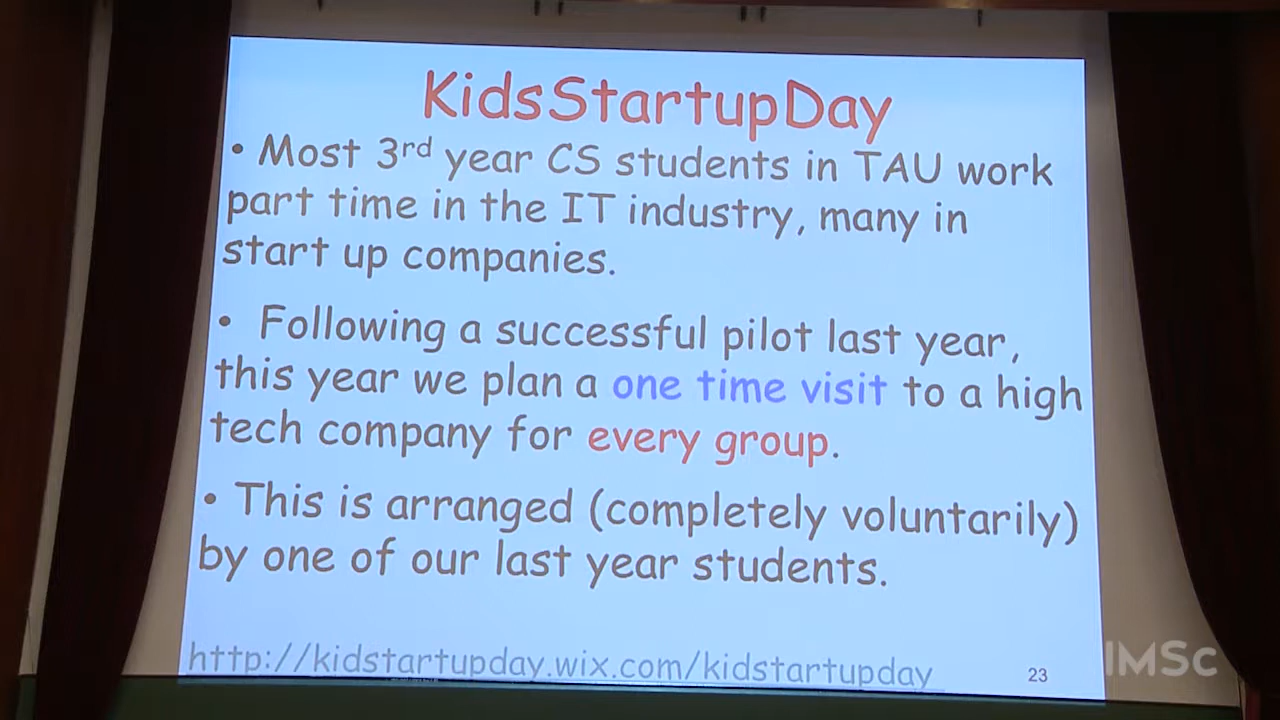 KidsStartupDay
• Most 3rd year CS students in TAU work
part time in the IT industry, many in
start up companies.
• Following a successful pilot last year,
this year we plan a one time visit to a high
tech company for every group.
• This is arranged (completely voluntarily)
by one of our last year students.
http://kidstartupday.wix.com/kidstartupday
23
IMSc